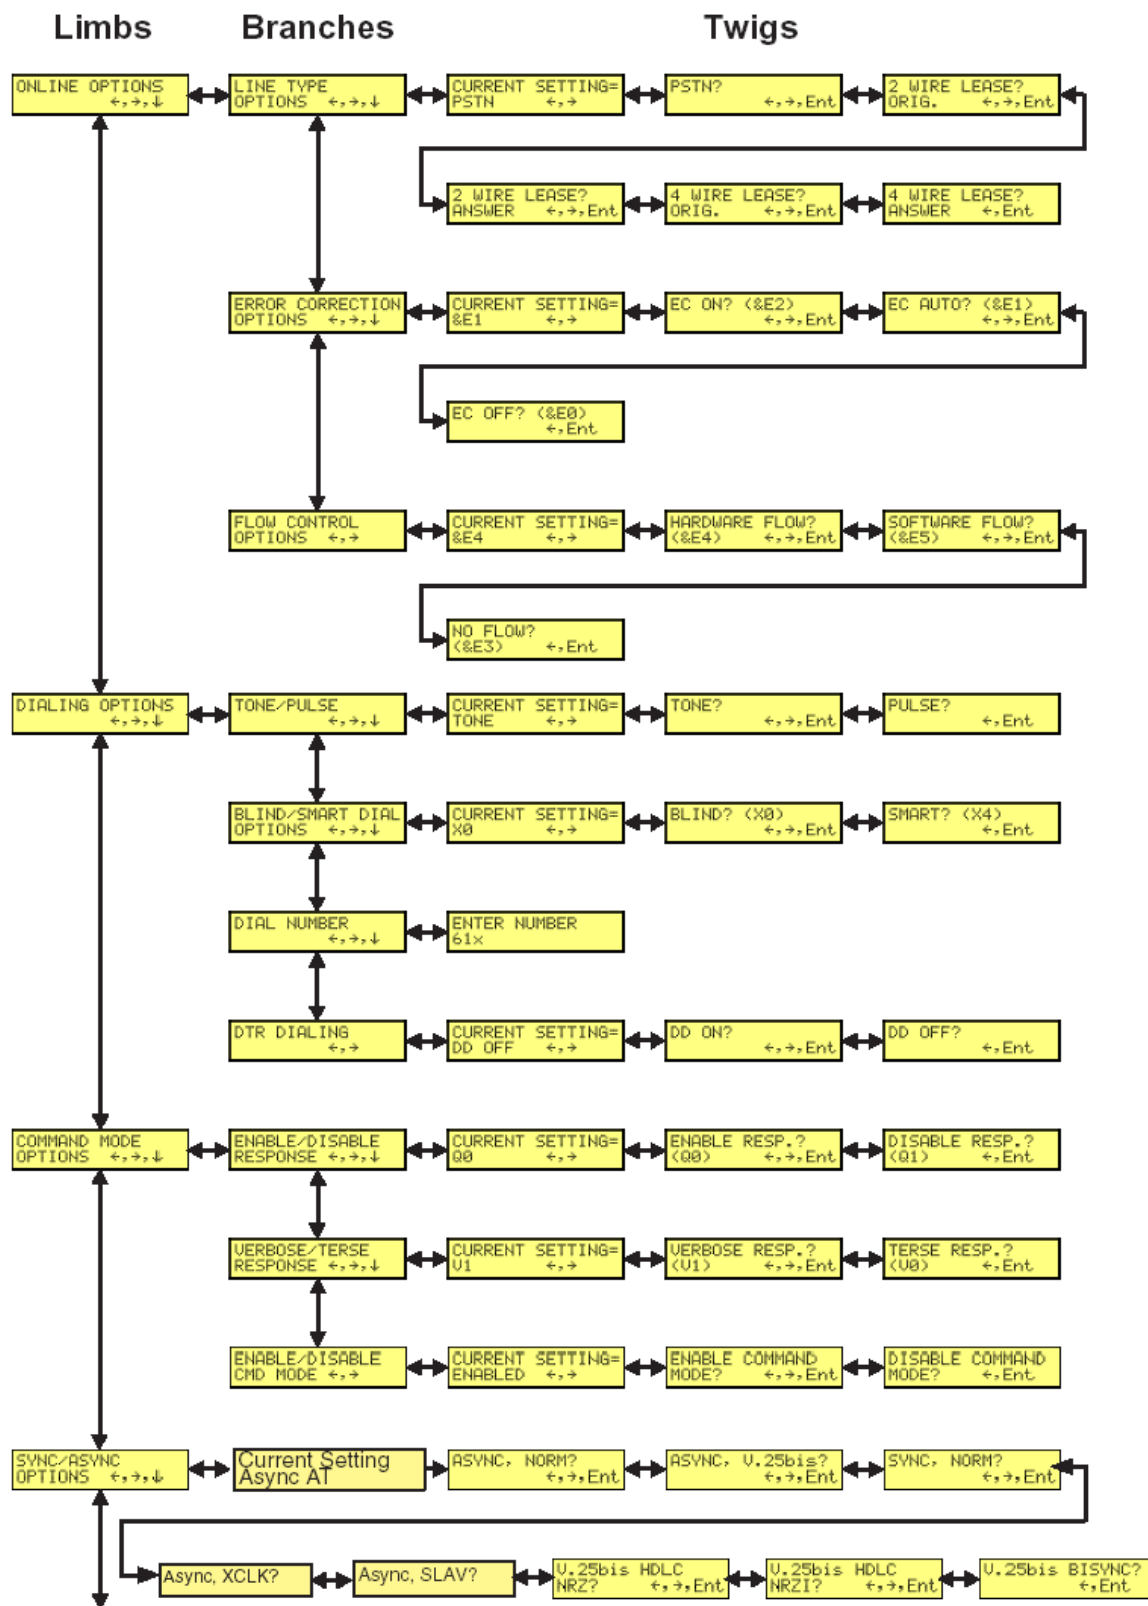 Limbs Branches Twigs
ONLINE OPTIONS
←,→,↓
LINE TYPE
OPTIONS ←,→,↓
CURRENT SETTING=
PSTN ←,→
PSTN?
←,→,Ent
2 WIRE LEASE?
ORIG. ←,→,Ent
2 WIRE LEASE?
ANSWER ←,→,Ent
4 WIRE LEASE?
ORIG. ←,→,Ent
4 WIRE LEASE?
ANSWER ←,Ent
ERROR CORRECTION
OPTIONS ←,→,↓
CURRENT SETTING=
&E1 ←,→
EC ON? (&E2)
←,→,Ent
EC AUTO? (&E1)
←,→,Ent
EC OFF? (&E0)
←,Ent
FLOW CONTROL
OPTIONS ←,→
CURRENT SETTING=
&E4 ←,→
HARDWARE FLOW?
(&E4) ←,→,Ent
SOFTWARE FLOW?
(&E5) ←,→,Ent
NO FLOW?
(&E3) ←,Ent
DIALING OPTIONS
←,→,↓
TONE/PULSE
←,→,↓
CURRENT SETTING=
TONE ←,→
TONE?
←,→,Ent
PULSE?
←,Ent
BLIND/SMART DIAL
OPTIONS ←,→,↓
CURRENT SETTING=
X0 ←,→
BLIND? (X0)
←,→,Ent
SMART? (X4)
←,Ent
DIAL NUMBER
←,→,↓
ENTER NUMBER
61x
DTR DIALING
←,→
CURRENT SETTING=
DD OFF ←,→
DD ON?
←,→,Ent
DD OFF?
←,Ent
COMMAND MODE
OPTIONS ←,→,↓
ENABLE/DISABLE
RESPONSE ←,→,↓
CURRENT SETTING=
Q0 ←,→
ENABLE RESP.?
(Q0) ←,→,Ent
DISABLE RESP.?
(Q1) ←,Ent
VERBOSE/TERSE
RESPONSE ←,→,↓
CURRENT SETTING=
V1 ←,→
VERBOSE RESP.?
(V1) ←,→,Ent
TERSE RESP.?
(V0) ←,Ent
ENABLE/DISABLE
CMD MODE ←,→
CURRENT SETTING=
ENABLED ←,→
ENABLE COMMAND
MODE? ←,→,Ent
DISABLE COMMAND
MODE? ←,Ent
SYNC/ASYNC
OPTIONS ←,→,↓
Current Setting
Async AT
ASYNC, NORM?
←,→,Ent
ASYNC, V.25bis?
←,→,Ent
SYNC, NORM?
←,→,Ent
Async, XCLK?
Async, SLAV?
V.25bis HDLC
NRZ? ←,→,Ent
V.25bis HDLC
NRZI? ←,→,Ent
V.25bis BISYNC?
←,Ent